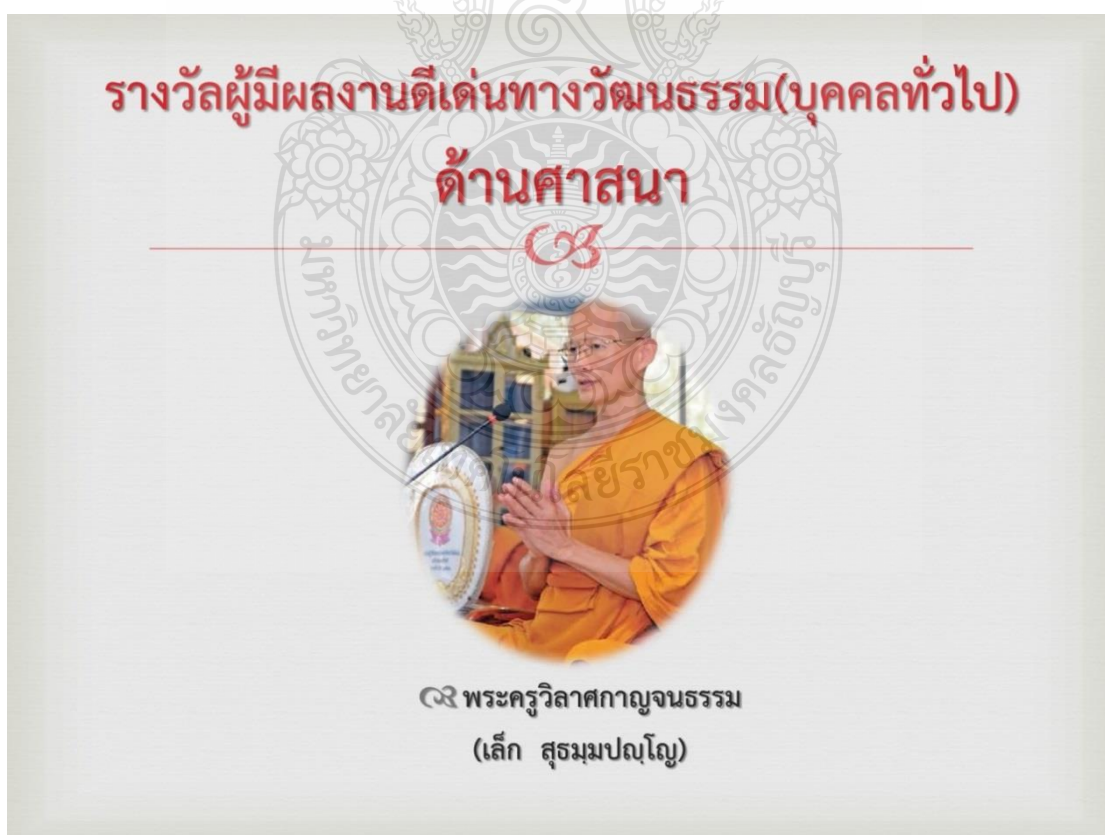 รางวัลผู้มีผลงานดีเด่นทางวัฒนธรรม(บุคคลทั่วไป)
ด้านศาสนา
พระครูวิลาศกาญจนธรรม
(เล็ก สุธมฺมปญฺโญ)